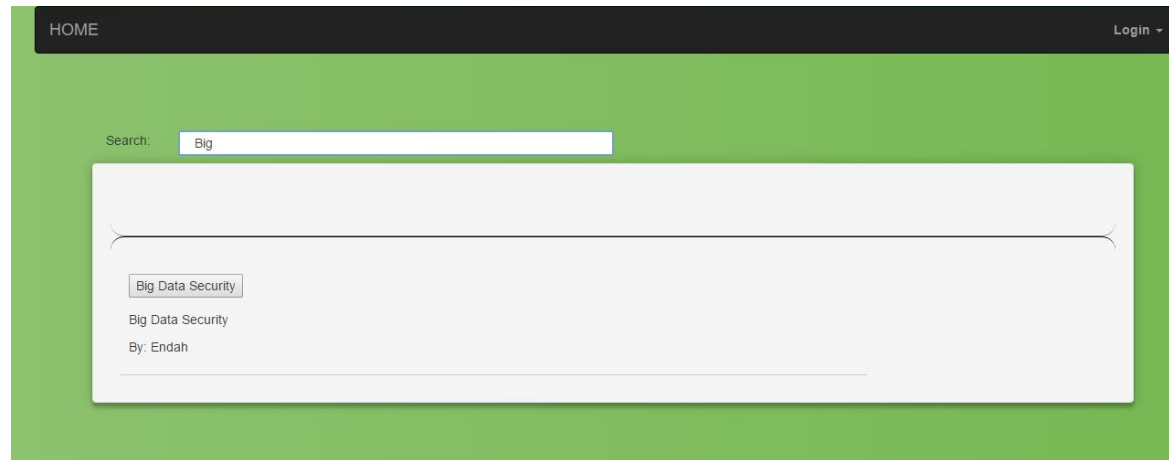 HOME Login
Search: Big
Big Data Security
Big Data Security
By: Endah